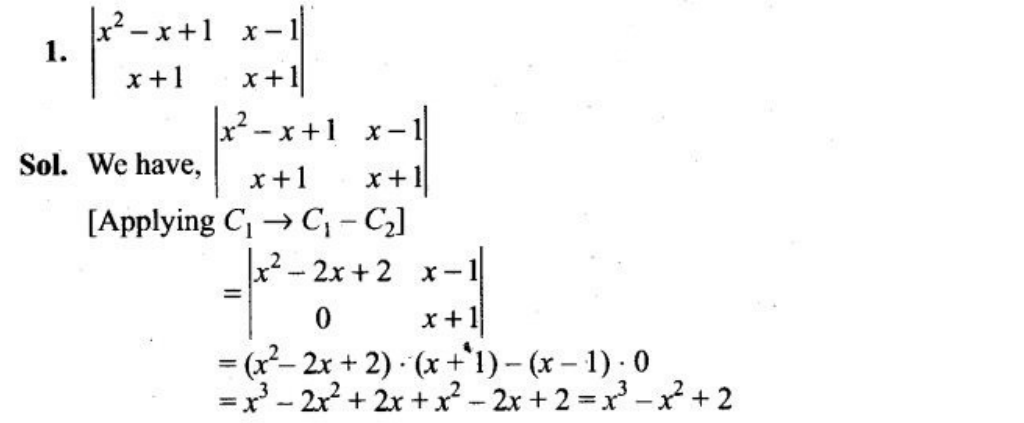 1. |x² – x + 1   x – 1|
|x + 1   x + 1|
Sol. We have, |x² – x + 1   x – 1|
|x + 1   x + 1|
[Applying C₁ → C₁ – C₂]
= |x² – 2x + 2   x – 1|
|0   x + 1|
= (x² – 2x + 2) · (x + 1) – (x – 1) · 0
= x³ – 2x² + 2x + x² – 2x + 2 = x³ – x² + 2